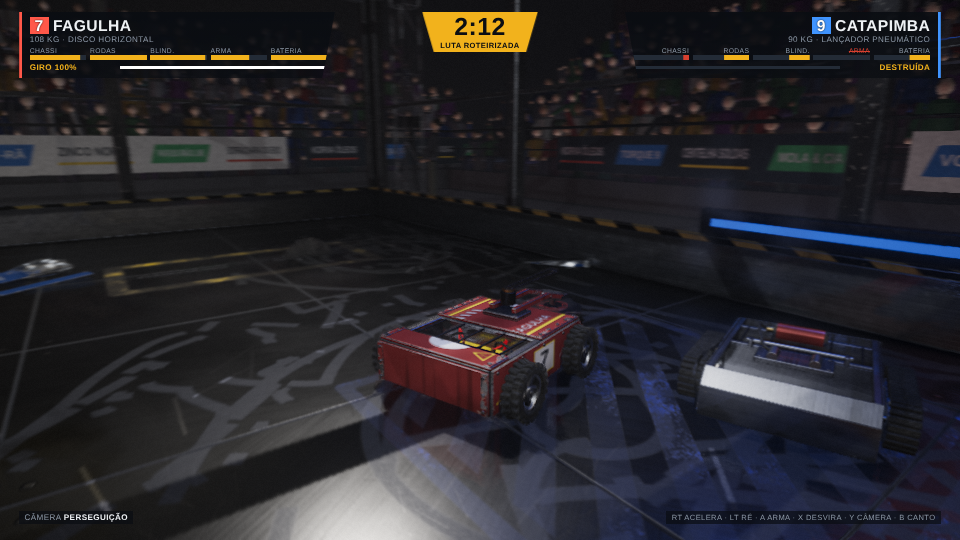 7 FAGULHA
108 KG · DISCO HORIZONTAL
CHASSI RODAS BLIND. ARMA BATERIA
GIRO 100%
2:12
LUTA ROTEIRIZADA
9 CATAPIMBA
90 KG · LANÇADOR PNEUMÁTICO
CHASSI RODAS BLIND. ARMA BATERIA
DESTRUÍDA
7
CÂMERA PERSEGUIÇÃO
RT ACELERA · LT RÉ · A ARMA · X DESVIRA · Y CÂMERA · B CANTO